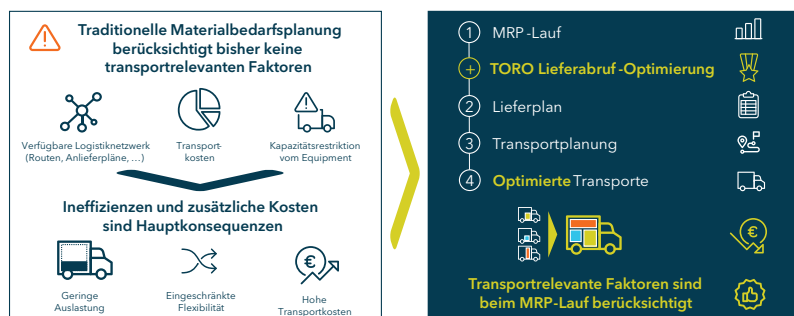 Traditionelle Materialbedarfsplanung
berücksichtigt bisher keine
transportrelevanten Faktoren
Verfügbare Logistiknetzwerk
(Routen, Anlieferpläne, …)
Transport-
kosten
Kapazitätsrestriktion
vom Equipment
Ineffizienzen und zusätzliche Kosten
sind Hauptkonsequenzen
€
Geringe
Auslastung
Eingeschränkte
Flexibilität
Hohe
Transportkosten
1 MRP-Lauf
+ TORO Lieferabruf-Optimierung
2 Lieferplan
3 Transportplanung
4 Optimierte Transporte
€
Transportrelevante Faktoren sind
beim MRP-Lauf berücksichtigt